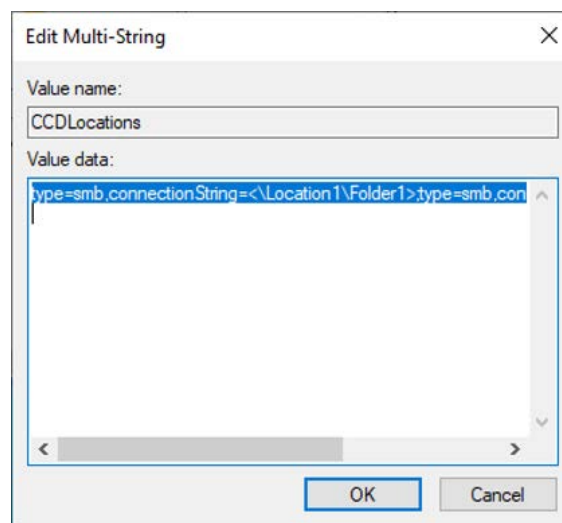 Edit Multi-String
Value name:
CCDLocations
Value data:
type=smb,connectionString=<\Location1\Folder1>;type=smb,con
OK
Cancel